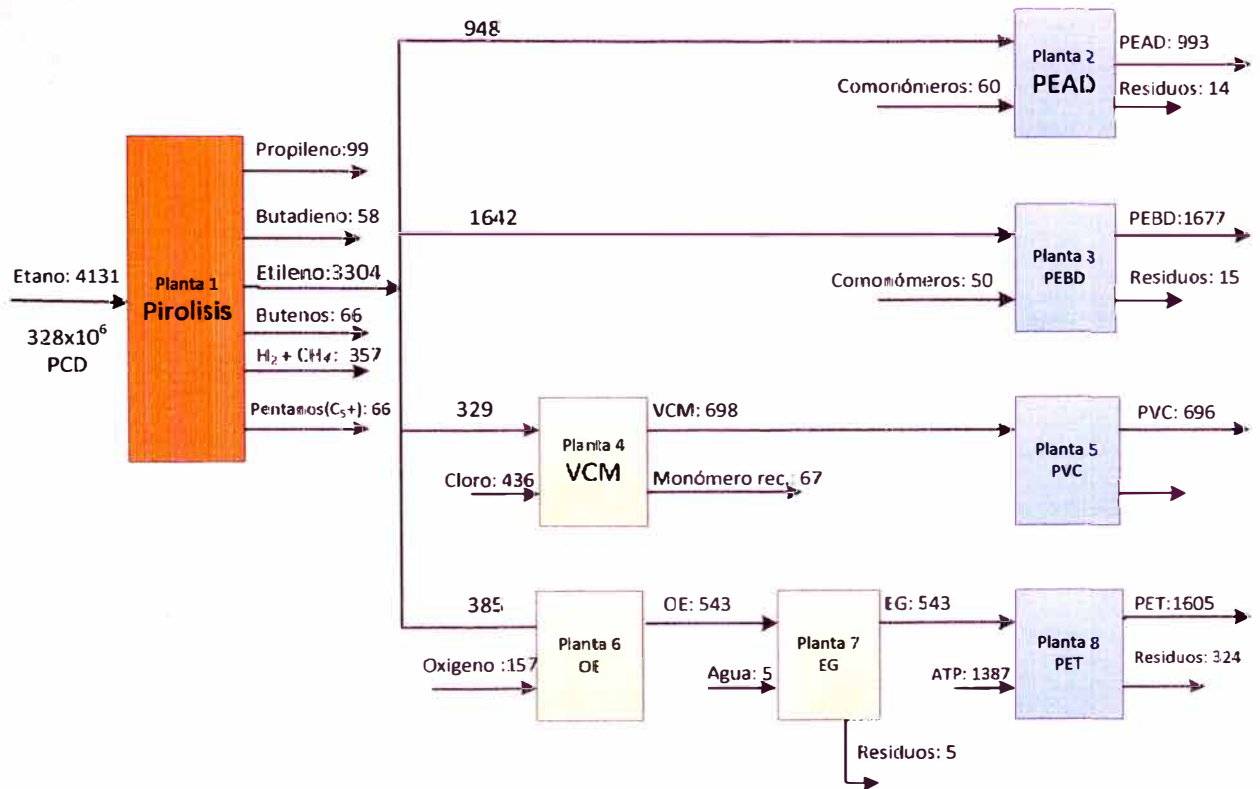 948
Planta 2
PEAD
PEAD: 993
Comonómeros: 60
Residuos: 14
Propileno:99
Butadieno: 58
Etano: 4131
Planta 1
Pirolisis
Etileno:3304
328x10⁶
PCD
Butenos: 66
H₂ + CH₄: 357
Pentanos(C₅+): 66
1642
Planta 3
PEBD
PEBD:1677
Comonómeros: 50
Residuos: 15
329
Planta 4
VCM
VCM: 698
Cloro: 436
Monómero rec.: 67
Planta 5
PVC
PVC: 696
385
Planta 6
OE
OE: 543
Oxigeno :157
Planta 7
EG
EG: 543
Agua: 5
Residuos: 5
Planta 8
PET
PET:1605
ATP: 1387
Residuos: 324